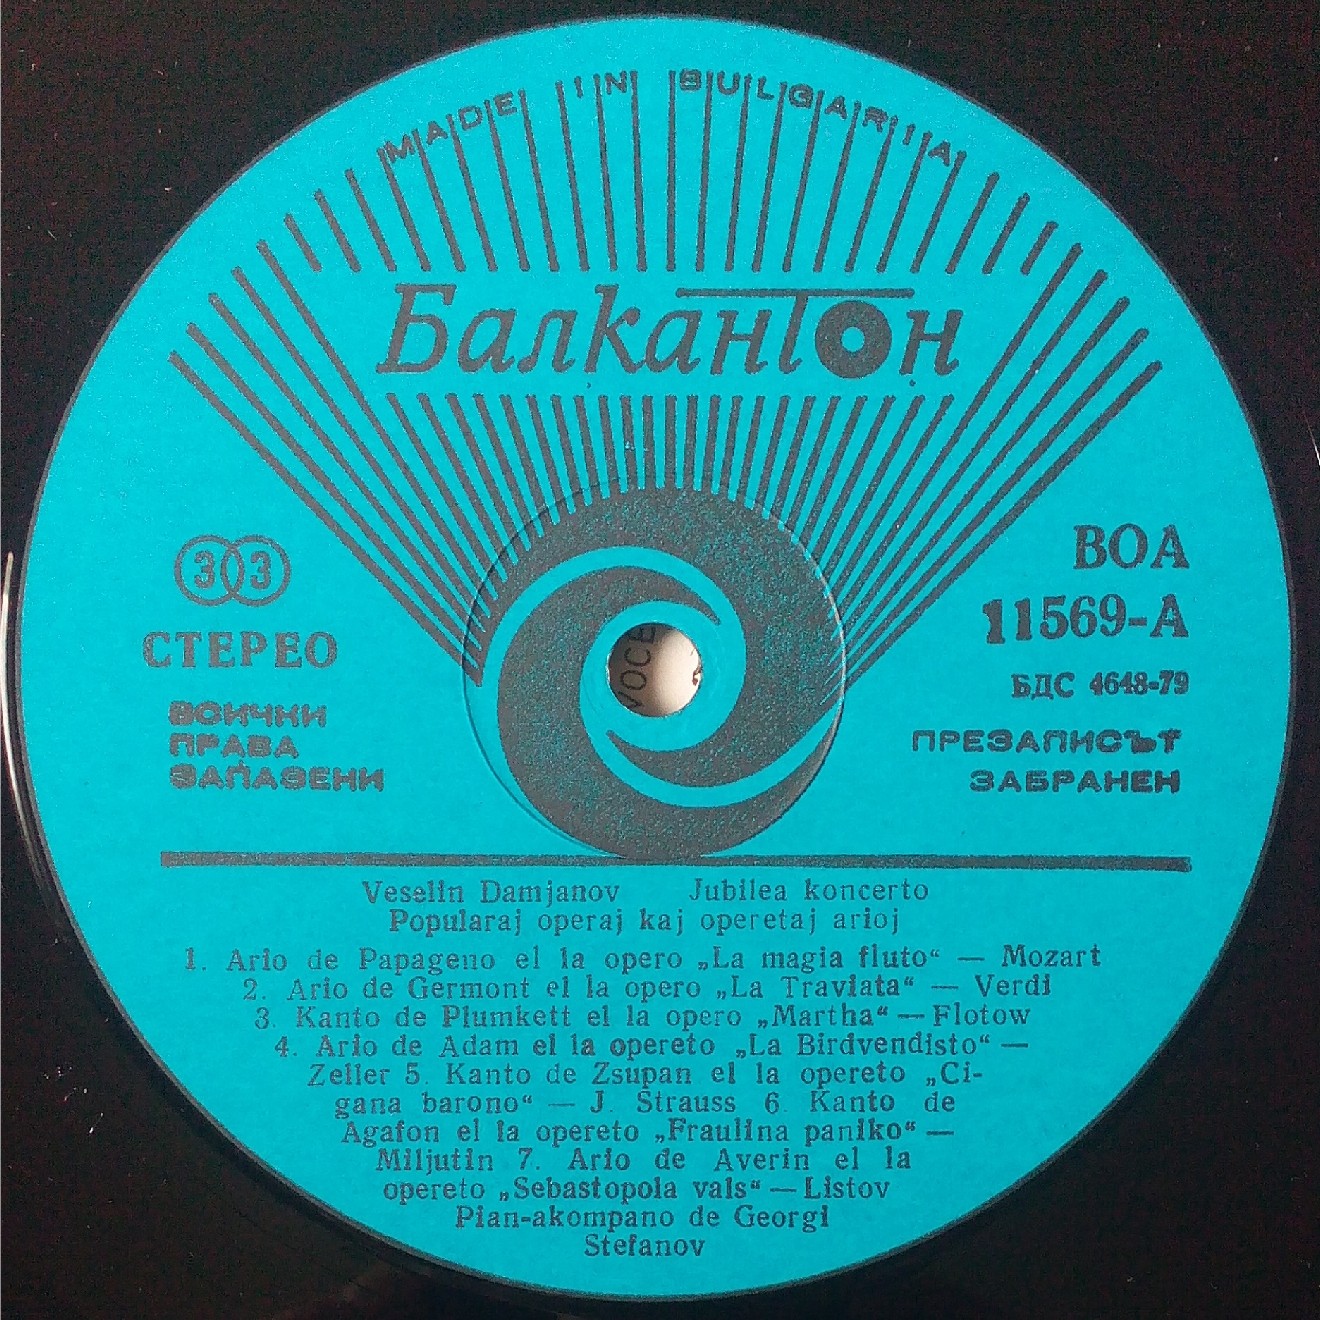 MADE IN BULGARIA
Балкантон
33
СТЕРЕО
ВСИЧКИ
ПРАВА
ЗАПАЗЕНИ
ВОА
11569-А
БДС 4648-79
ПРЕЗАПИСЪТ
ЗАБРАНЕН
VOCE
Veselin Damjanov Jubilea koncerto
Popularaj operaj kaj operetaj arioj
1. Ario de Papageno el la opero „La magia fluto“ — Mozart
2. Ario de Germont el la opero „La Traviata“ — Verdi
3. Kanto de Plumkett el la opero „Martha“ — Flotow
4. Ario de Adam el la opereto „La Birdvendisto“ —
Zeller 5. Kanto de Zsupan el la opereto „Ci-
gana barono“ — J. Strauss 6. Kanto de
Agafon el la opereto „Fraulina paniko“ —
Miljutin 7. Ario de Averin el la
opereto „Sebastopola vals“ — Listov
Pian-akompano de Georgi
Stefanov